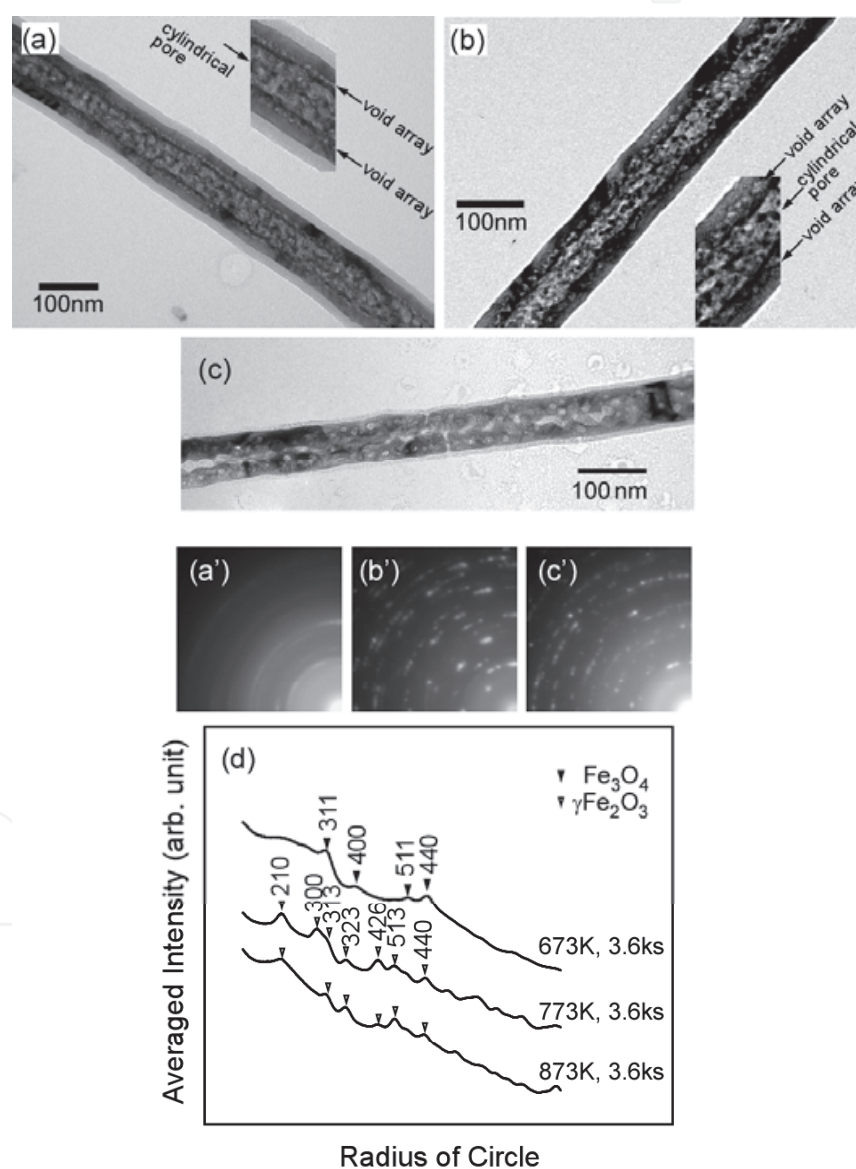 (a)
cylindrical
pore
void array
void array
100nm
(b)
void array
cylindrical
pore
void array
100nm
(c)
100 nm
(a')
(b')
(c')
(d)
Averaged Intensity (arb. unit)
Fe₃O₄
γFe₂O₃
311
400
511
440
673K, 3.6ks
210
300
313
323
426
513
440
773K, 3.6ks
873K, 3.6ks
Radius of Circle